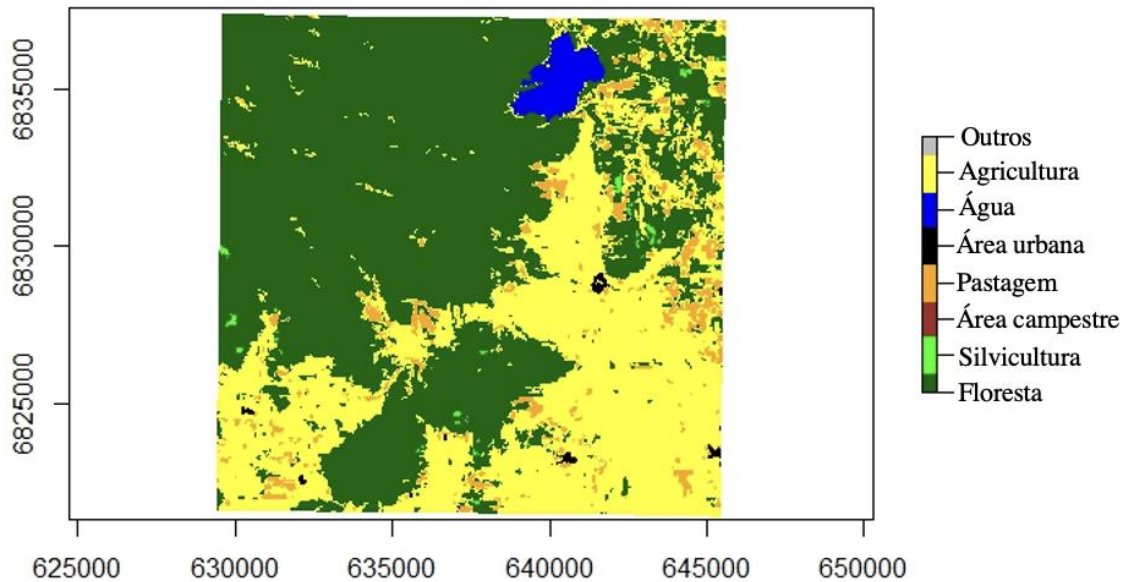 6835000
6830000
6825000
625000 630000 635000 640000 645000 650000
Outros
Agricultura
Água
Área urbana
Pastagem
Área campestre
Silvicultura
Floresta